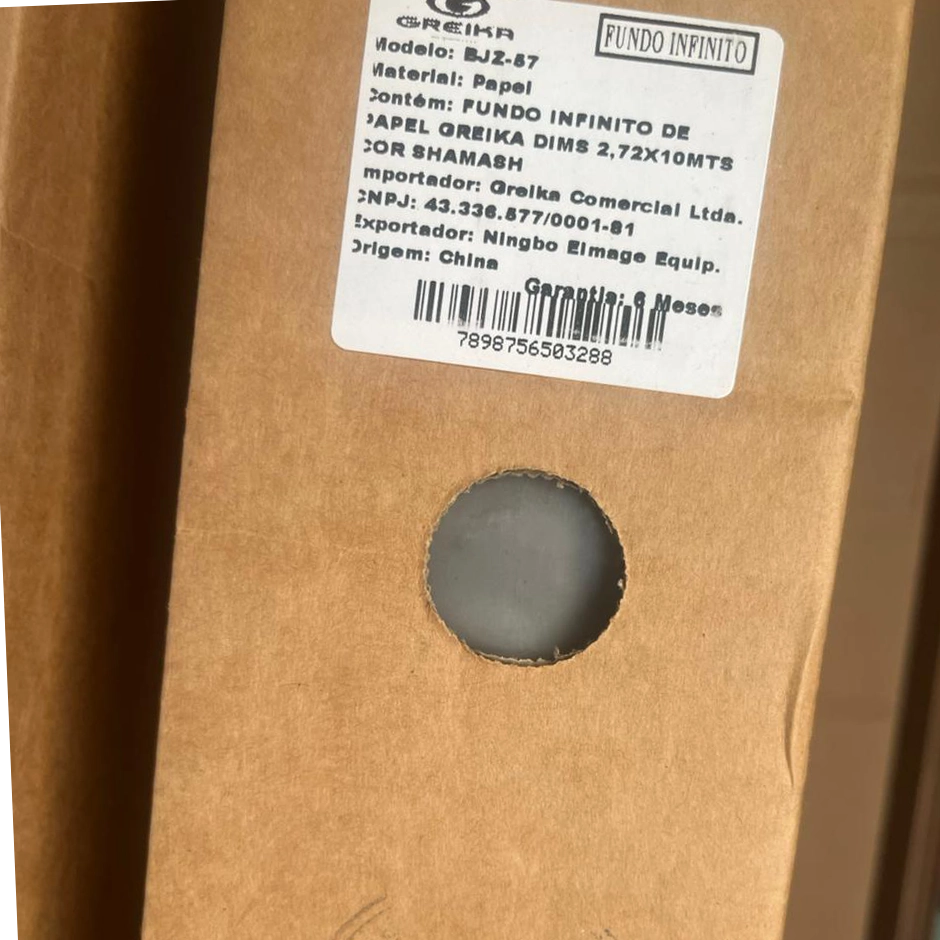 GREIKA
FUNDO INFINITO
Modelo: BJZ-57
Material: Papel
Contém: FUNDO INFINITO DE
PAPEL GREIKA DIMS 2,72X10MTS
COR SHAMASH
Importador: Greika Comercial Ltda.
CNPJ: 43.336.577/0001-81
Exportador: Ningbo Eimage Equip.
Origem: China
Garantia: 6 Meses
7898756503288